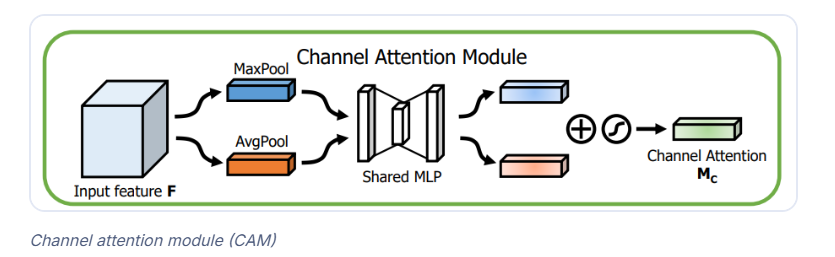 Channel Attention Module
MaxPool
AvgPool
Input feature F
Shared MLP
Channel Attention
Mc
Channel attention module (CAM)